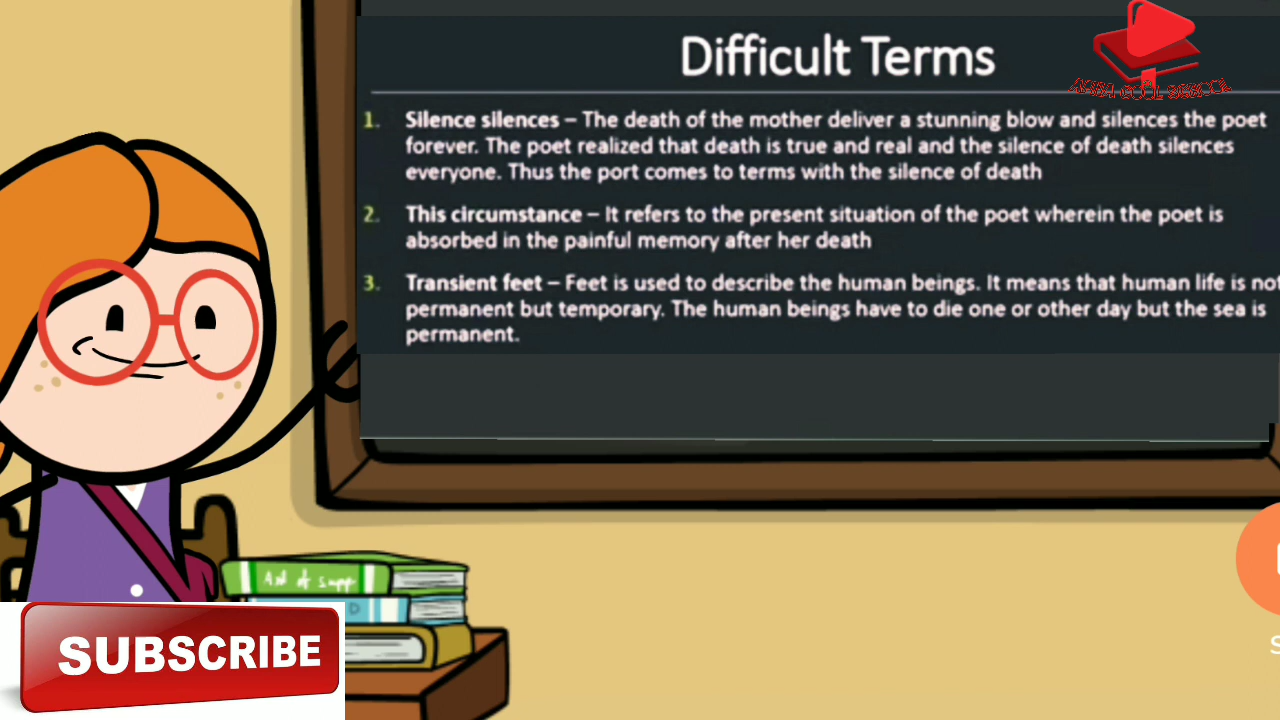 Difficult Terms
1. Silence silences – The death of the mother deliver a stunning blow and silences the poet
forever. The poet realized that death is true and real and the silence of death silences
everyone. Thus the port comes to terms with the silence of death
2. This circumstance – It refers to the present situation of the poet wherein the poet is
absorbed in the painful memory after her death
3. Transient feet – Feet is used to describe the human beings. It means that human life is not
permanent but temporary. The human beings have to die one or other day but the sea is
permanent.
SUBSCRIBE